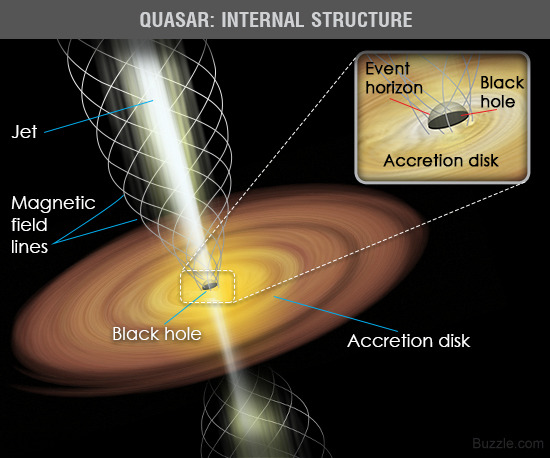 QUASAR: INTERNAL STRUCTURE
Event
horizon
Black
hole
Accretion disk
Jet
Magnetic
field
lines
Black hole
Accretion disk
Buzzle.com